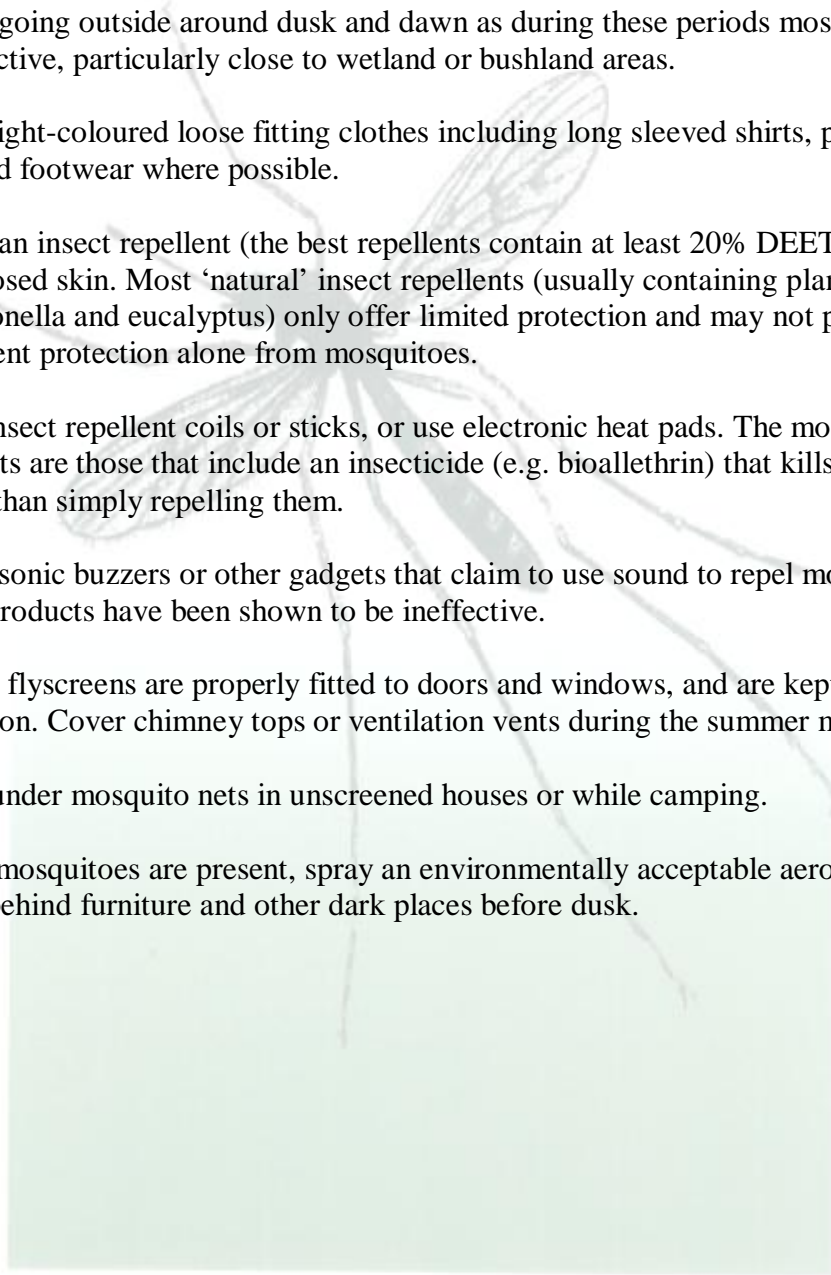 going outside around dusk and dawn as during these periods mos
ctive, particularly close to wetland or bushland areas.
ight-coloured loose fitting clothes including long sleeved shirts, p
d footwear where possible.
an insect repellent (the best repellents contain at least 20% DEET
osed skin. Most ‘natural’ insect repellents (usually containing plan
onella and eucalyptus) only offer limited protection and may not p
ent protection alone from mosquitoes.
nsect repellent coils or sticks, or use electronic heat pads. The mo
ts are those that include an insecticide (e.g. bioallethrin) that kills
than simply repelling them.
sonic buzzers or other gadgets that claim to use sound to repel mo
roducts have been shown to be ineffective.
flyscreens are properly fitted to doors and windows, and are kep
on. Cover chimney tops or ventilation vents during the summer m
under mosquito nets in unscreened houses or while camping.
mosquitoes are present, spray an environmentally acceptable aero
behind furniture and other dark places before dusk.